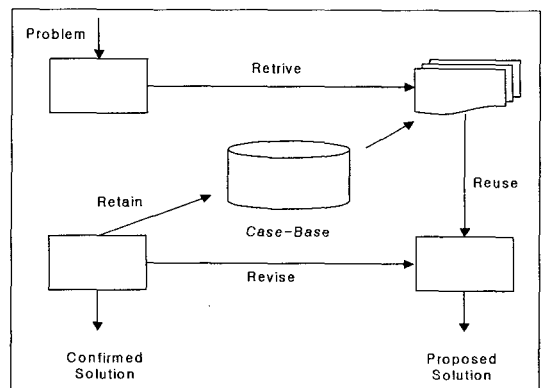 Problem
Retrive
Reuse
Retain
Case-Base
Revise
Confirmed
Solution
Proposed
Solution